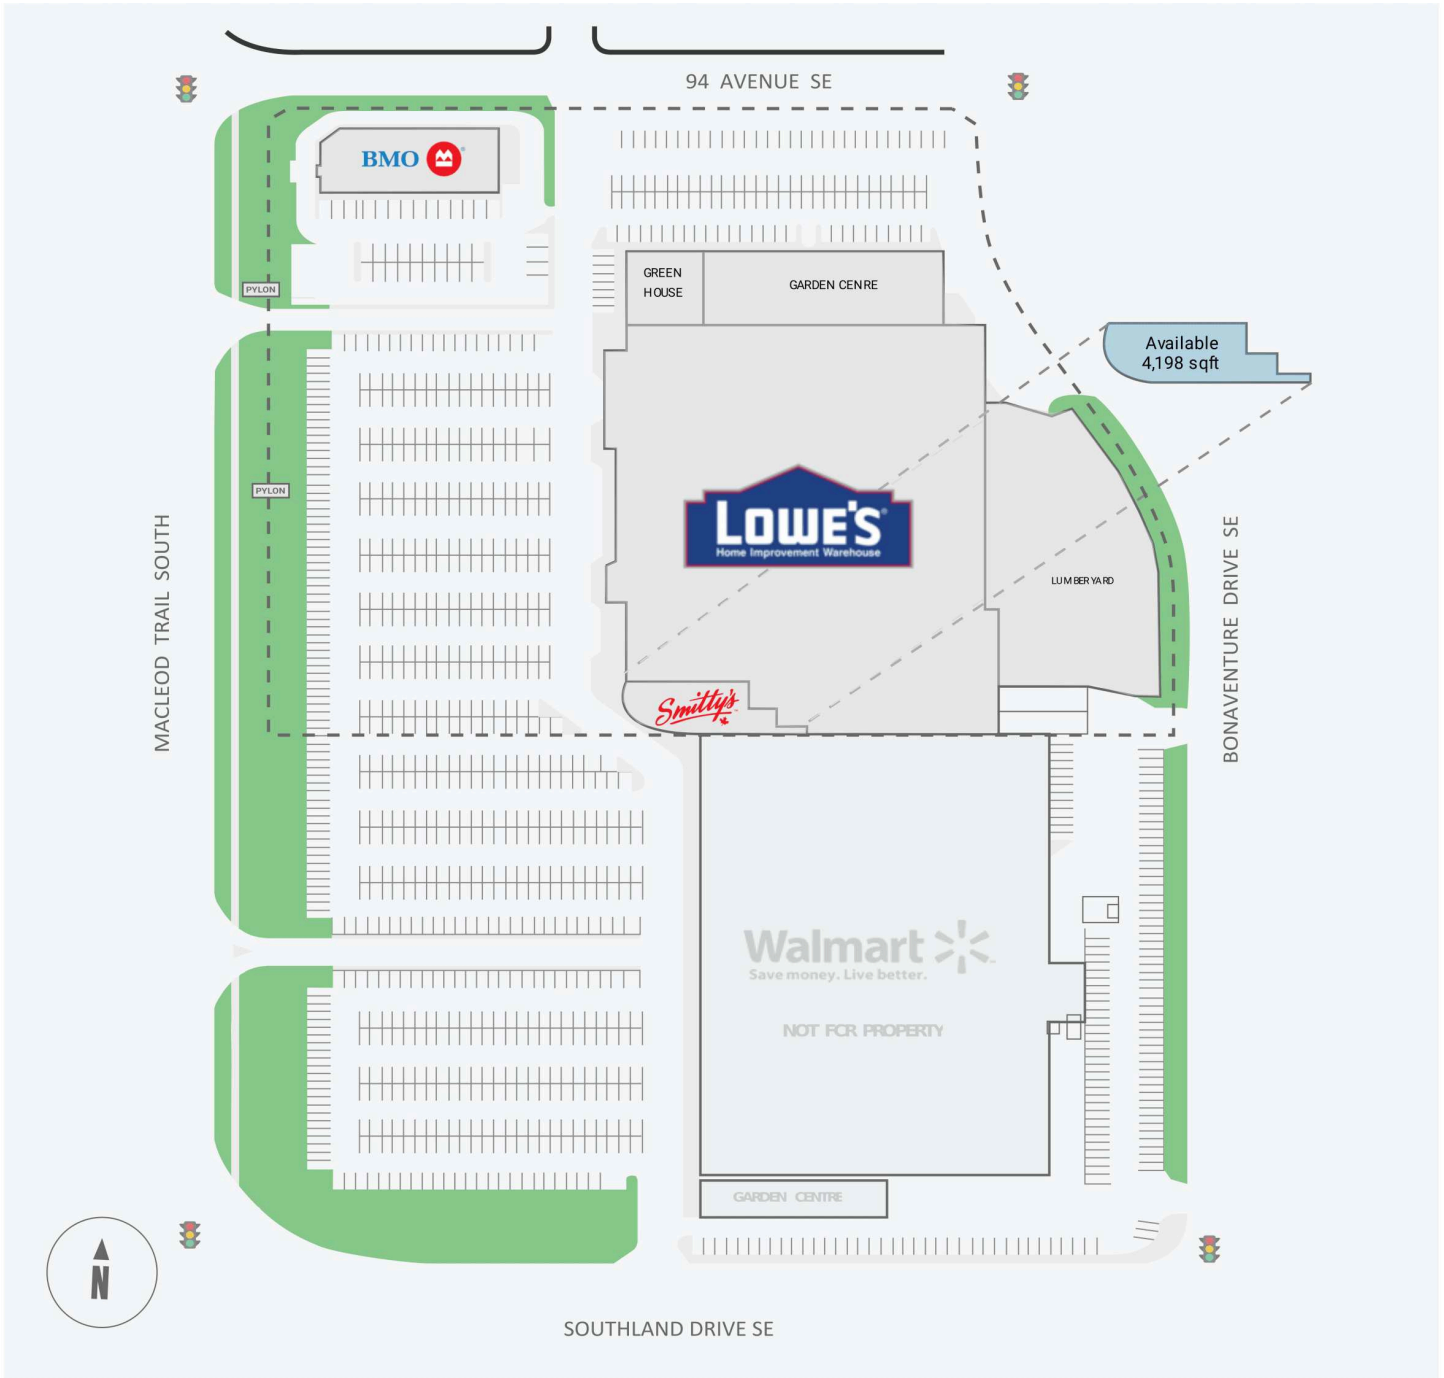 94 AVENUE SE
BMO
PYLON
GREEN
HOUSE
GARDEN CENRE
Available
4,198 sqft
PYLON
LOWE'S
Home Improvement Warehouse
LUMBERYARD
MACLEOD TRAIL SOUTH
BONAVENTURE DRIVE SE
Smitty's
Walmart
Save money. Live better.
NOT FCR PROPERTY
GARDEN CENTRE
N
SOUTHLAND DRIVE SE